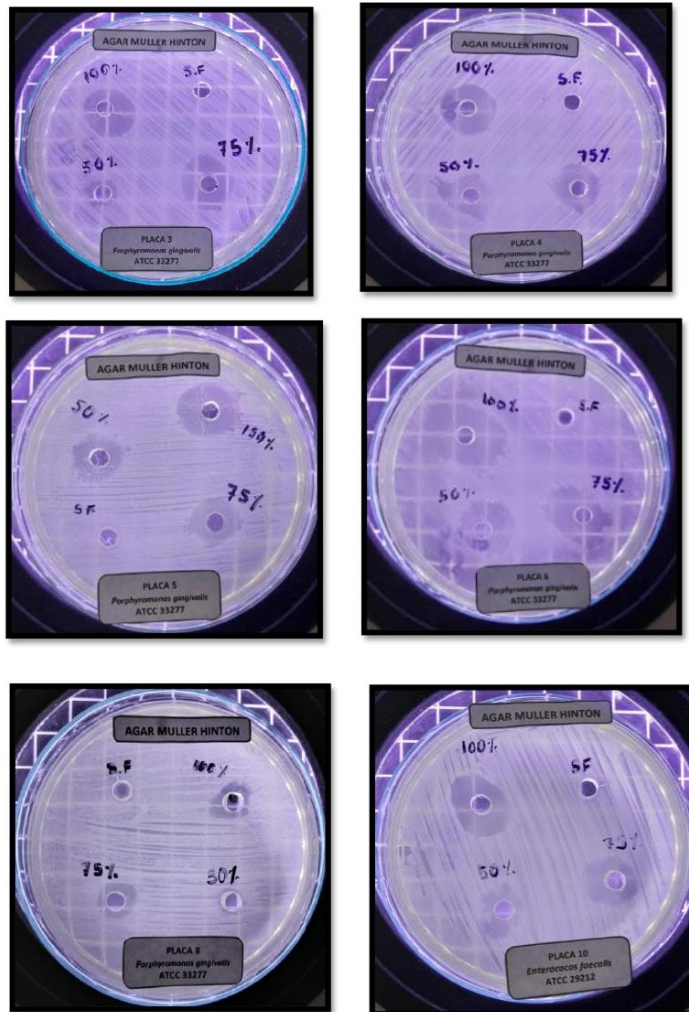 AGAR MULLER HINTON
100%
S.F
50%
75%.
PLACA 3
Porphyromonas gingivalis
ATCC 33277
AGAR MULLER HINTON
100%
S.F.
50%
75%
PLACA 4
Porphyromonas gingivalis
ATCC 33277
AGAR MULLER HINTON
50%
100%
75%
SF
PLACA 5
Porphyromonas gingivalis
ATCC 33277
AGAR MULLER HINTON
100%
S.F
50%
75%.
PLACA 6
Porphyromonas gingivalis
ATCC 33277
AGAR MULLER HINTON
S.F
100%
75%
50%
PLACA 8
Porphyromonas gingivalis
ATCC 33277
AGAR MULLER HINTON
100%
SF
75%
50%
PLACA 10
Enterococos faecalis
ATCC 29212